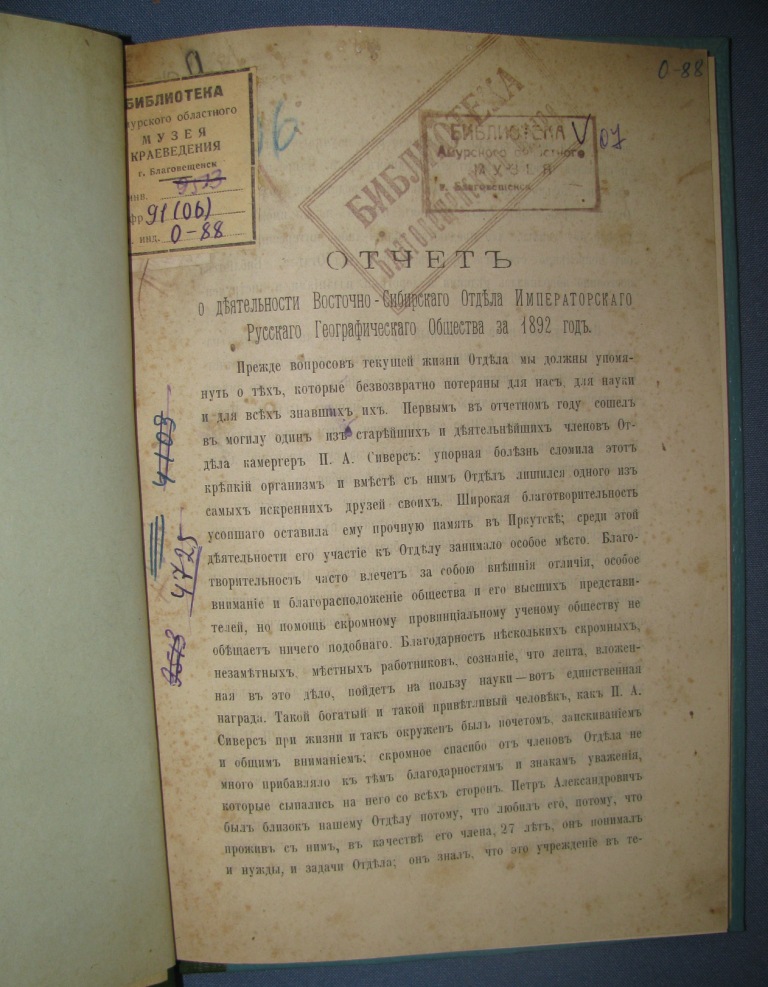 О-88
БИБЛИОТЕКА
мурского областного
МУЗЕЯ
КРАЕВЕДЕНИЯ
г. Благовещенск
инв. 9513
фр. 91(06)
инд. О-88
БИБЛИОТЕКА
БИБЛИОТЕКА
Амурского областного
МУЗЕЯ
г. Благовещенск
V 07
ОТЧЕТЪ
о дѣятельности Восточно-Сибирскаго Отдѣла Императорскаго
Русскаго Географическаго Общества за 1892 годъ.
Прежде вопросовъ текущей жизни Отдѣла мы должны упомя-
нуть о тѣхъ, которые безвозвратно потеряны для насъ, для науки
и для всѣхъ знавшихъ ихъ. Первымъ въ отчетномъ году сошелъ
въ могилу одинъ изъ старѣйшихъ и дѣятельнѣйшихъ членовъ От-
дѣла камергеръ П. А. Сиверсъ: упорная болѣзнь сломила этотъ
крѣпкій организмъ и вмѣстѣ съ нимъ Отдѣлъ лишился одного изъ
самыхъ искреннихъ друзей своихъ. Широкая благотворительность
усопшаго оставила ему прочную память въ Иркутскѣ; среди этой
дѣятельности его участіе къ Отдѣлу занимало особое мѣсто. Благо-
творительность часто влечетъ за собою внѣшнія отличія, особое
вниманіе и благорасположеніе общества и его высшихъ представи-
телей, но помощь скромному провинціальному ученому обществу не
обѣщаетъ ничего подобнаго. Благодарность нѣсколькихъ скромныхъ,
незамѣтныхъ, мѣстныхъ работниковъ, сознаніе, что лепта, вложен-
ная въ это дѣло, пойдетъ на пользу науки—вотъ единственная
награда. Такой богатый и такой привѣтливый человѣкъ, какъ П. А.
Сиверсъ при жизни и такъ окруженъ былъ почетомъ, заискиваніемъ
и общимъ вниманіемъ; скромное спасибо отъ членовъ Отдѣла не
много прибавляло къ тѣмъ благодарностямъ и знакамъ уваженія,
которые сыпались на него со всѣхъ сторонъ. Петръ Александровичъ
былъ близокъ нашему Отдѣлу потому, что любилъ его, потому, что
проживъ съ нимъ, въ качествѣ его члена, 27 лѣтъ, онъ понималъ
и нужды, и задачи Отдѣла; онъ зналъ, что это учрежденіе въ те-
4109
4725
9513